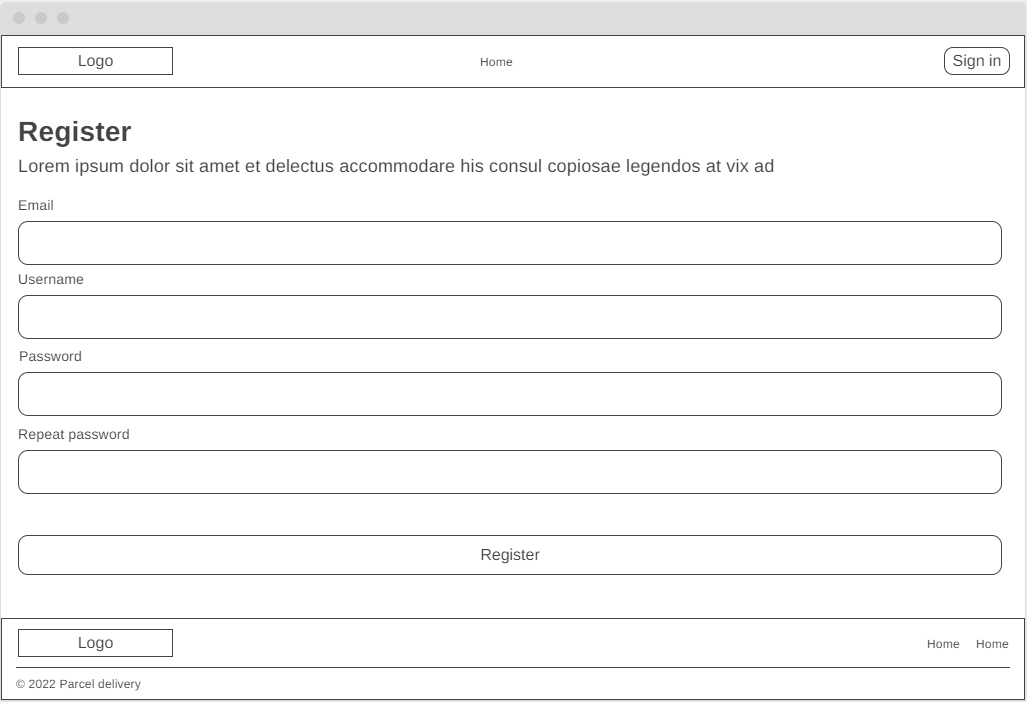 Logo
Home
Sign in
Register
Lorem ipsum dolor sit amet et delectus accommodare his consul copiosae legendos at vix ad
Email
Username
Password
Repeat password
Register
Logo
Home
Home
© 2022 Parcel delivery